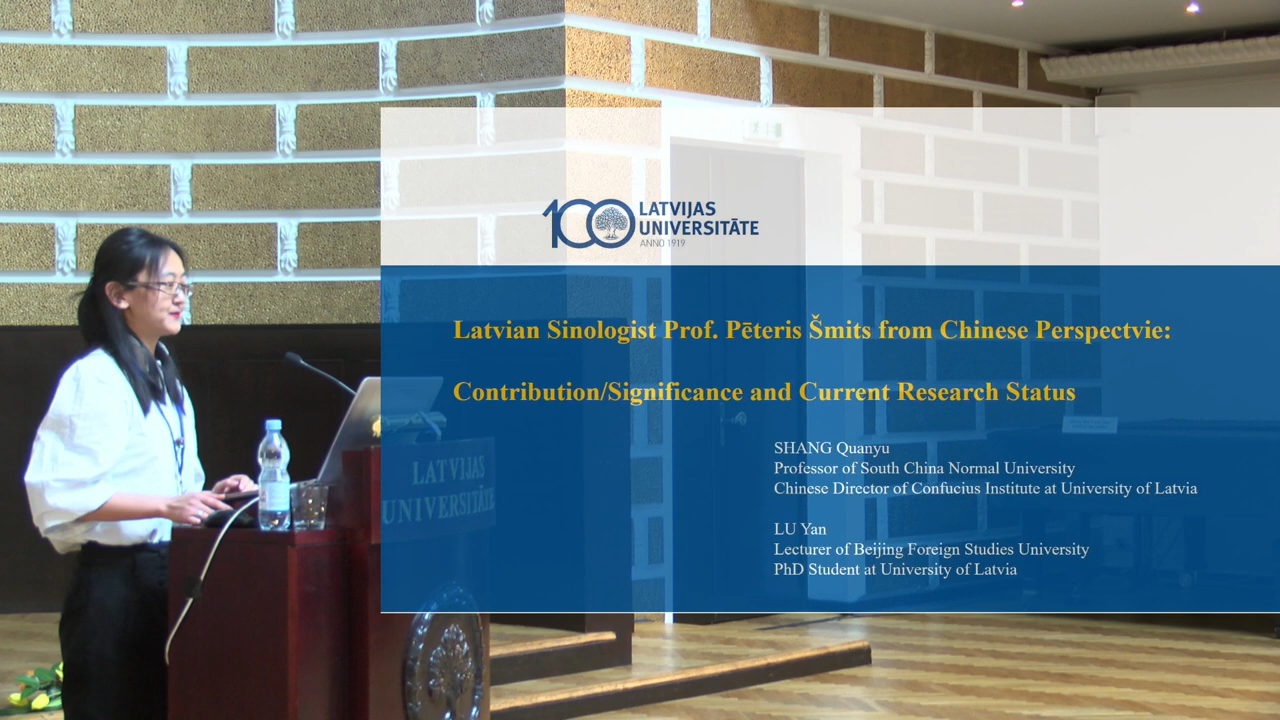 100 LATVIJAS
UNIVERSITĀTE
ANNO 1919
Latvian Sinologist Prof. Pēteris Šmits from Chinese Perspectvie:
Contribution/Significance and Current Research Status
SHANG Quanyu
Professor of South China Normal University
Chinese Director of Confucius Institute at University of Latvia
LU Yan
Lecturer of Beijing Foreign Studies University
PhD Student at University of Latvia
LATVIJAS
UNIVERSITĀTE